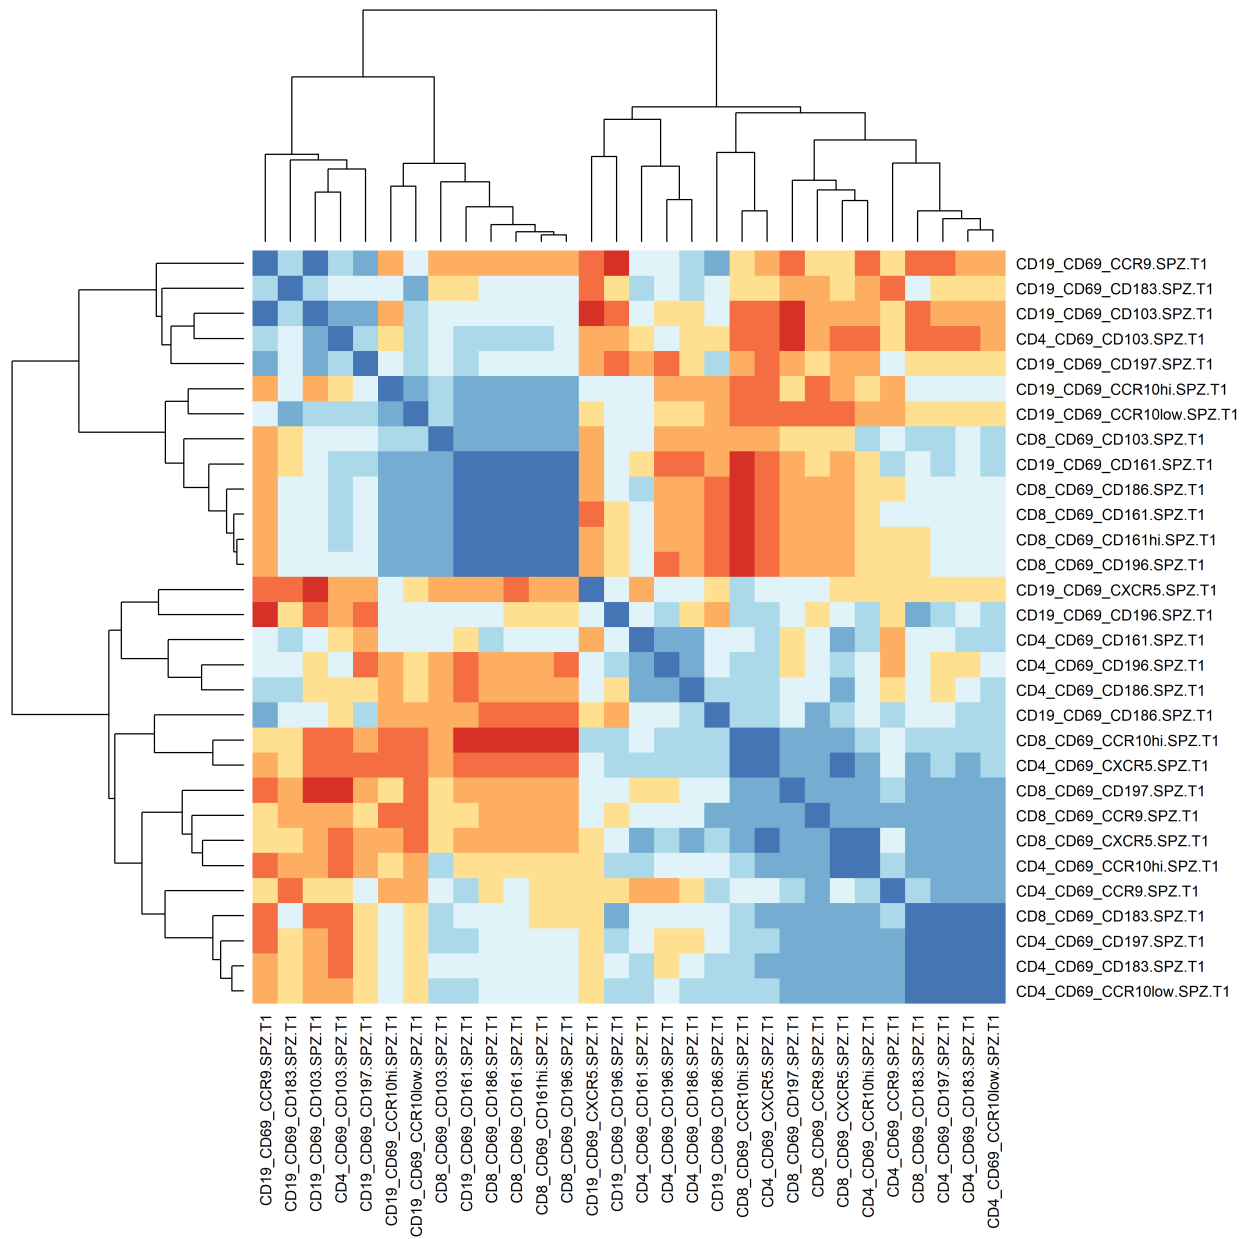 CD19_CD69_CCR9.SPZ.T1
CD19_CD69_CD183.SPZ.T1
CD19_CD69_CD103.SPZ.T1
CD4_CD69_CD103.SPZ.T1
CD19_CD69_CD197.SPZ.T1
CD19_CD69_CCR10hi.SPZ.T1
CD19_CD69_CCR10low.SPZ.T1
CD8_CD69_CD103.SPZ.T1
CD19_CD69_CD161.SPZ.T1
CD8_CD69_CD186.SPZ.T1
CD8_CD69_CD161.SPZ.T1
CD8_CD69_CD161hi.SPZ.T1
CD8_CD69_CD196.SPZ.T1
CD19_CD69_CXCR5.SPZ.T1
CD19_CD69_CD196.SPZ.T1
CD4_CD69_CD161.SPZ.T1
CD4_CD69_CD196.SPZ.T1
CD4_CD69_CD186.SPZ.T1
CD19_CD69_CD186.SPZ.T1
CD8_CD69_CCR10hi.SPZ.T1
CD4_CD69_CXCR5.SPZ.T1
CD8_CD69_CD197.SPZ.T1
CD8_CD69_CCR9.SPZ.T1
CD8_CD69_CXCR5.SPZ.T1
CD4_CD69_CCR10hi.SPZ.T1
CD4_CD69_CCR9.SPZ.T1
CD8_CD69_CD183.SPZ.T1
CD4_CD69_CD197.SPZ.T1
CD4_CD69_CD183.SPZ.T1
CD4_CD69_CCR10low.SPZ.T1
CD19_CD69_CCR9.SPZ.T1
CD19_CD69_CD183.SPZ.T1
CD19_CD69_CD103.SPZ.T1
CD4_CD69_CD103.SPZ.T1
CD19_CD69_CD197.SPZ.T1
CD19_CD69_CCR10hi.SPZ.T1
CD19_CD69_CCR10low.SPZ.T1
CD8_CD69_CD103.SPZ.T1
CD19_CD69_CD161.SPZ.T1
CD8_CD69_CD186.SPZ.T1
CD8_CD69_CD161.SPZ.T1
CD8_CD69_CD161hi.SPZ.T1
CD8_CD69_CD196.SPZ.T1
CD19_CD69_CXCR5.SPZ.T1
CD19_CD69_CD196.SPZ.T1
CD4_CD69_CD161.SPZ.T1
CD4_CD69_CD196.SPZ.T1
CD4_CD69_CD186.SPZ.T1
CD19_CD69_CD186.SPZ.T1
CD8_CD69_CCR10hi.SPZ.T1
CD4_CD69_CXCR5.SPZ.T1
CD8_CD69_CD197.SPZ.T1
CD8_CD69_CCR9.SPZ.T1
CD8_CD69_CXCR5.SPZ.T1
CD4_CD69_CCR10hi.SPZ.T1
CD4_CD69_CCR9.SPZ.T1
CD8_CD69_CD183.SPZ.T1
CD4_CD69_CD197.SPZ.T1
CD4_CD69_CD183.SPZ.T1
CD4_CD69_CCR10low.SPZ.T1